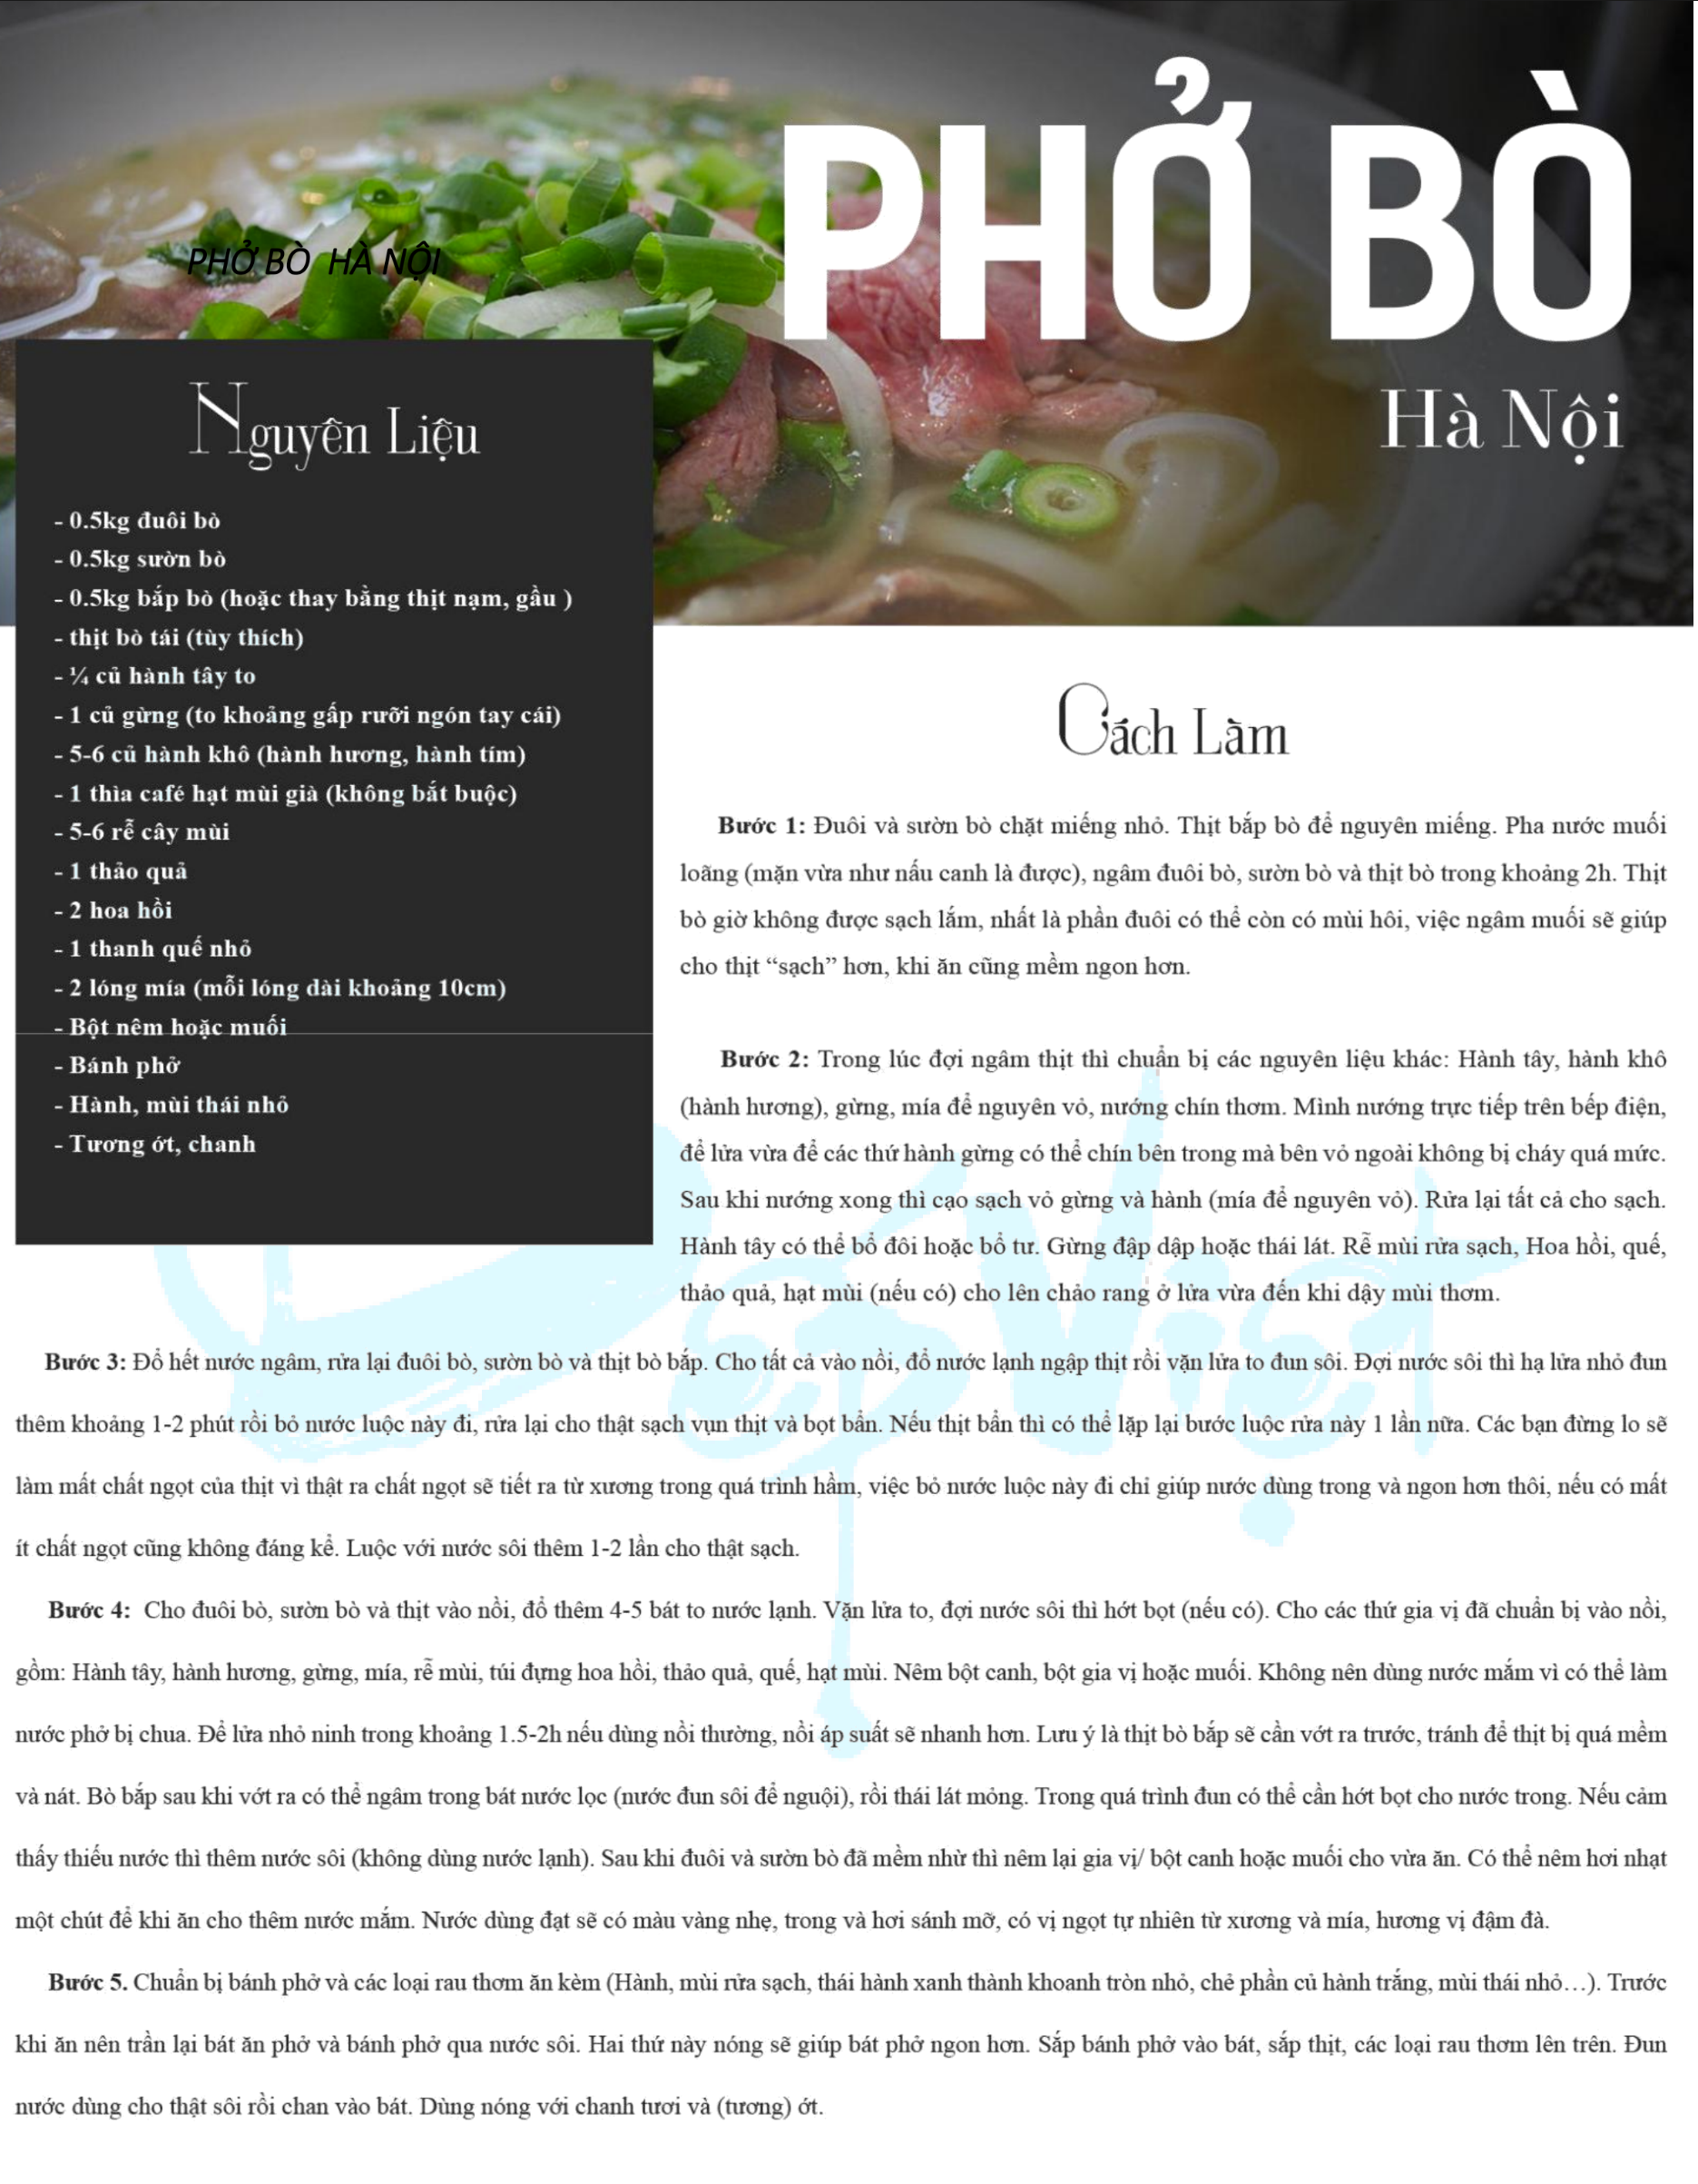 PHỞ BÒ
Hà Nội
PHỞ BÒ HÀ NỘI
Nguyên Liệu
- 0.5kg đuôi bò
- 0.5kg sườn bò
- 0.5kg bắp bò (hoặc thay bằng thịt nạm, gầu )
- thịt bò tái (tùy thích)
- ¼ củ hành tây to
- 1 củ gừng (to khoảng gấp rưỡi ngón tay cái)
- 5-6 củ hành khô (hành hương, hành tím)
- 1 thìa café hạt mùi già (không bắt buộc)
- 5-6 rễ cây mùi
- 1 thảo quả
- 2 hoa hồi
- 1 thanh quế nhỏ
- 2 lóng mía (mỗi lóng dài khoảng 10cm)
- Bột nêm hoặc muối
- Bánh phở
- Hành, mùi thái nhỏ
- Tương ớt, chanh
Cách Làm
Bước 1: Đuôi và sườn bò chặt miếng nhỏ. Thịt bắp bò để nguyên miếng. Pha nước muối
loãng (mặn vừa như nấu canh là được), ngâm đuôi bò, sườn bò và thịt bò trong khoảng 2h. Thịt
bò giờ không được sạch lắm, nhất là phần đuôi có thể còn có mùi hôi, việc ngâm muối sẽ giúp
cho thịt “sạch” hơn, khi ăn cũng mềm ngon hơn.
Bước 2: Trong lúc đợi ngâm thịt thì chuẩn bị các nguyên liệu khác: Hành tây, hành khô
(hành hương), gừng, mía để nguyên vỏ, nướng chín thơm. Mình nướng trực tiếp trên bếp điện,
để lửa vừa để các thứ hành gừng có thể chín bên trong mà bên vỏ ngoài không bị cháy quá mức.
Sau khi nướng xong thì cạo sạch vỏ gừng và hành (mía để nguyên vỏ). Rửa lại tất cả cho sạch.
Hành tây có thể bổ đôi hoặc bổ tư. Gừng đập dập hoặc thái lát. Rễ mùi rửa sạch, Hoa hồi, quế,
thảo quả, hạt mùi (nếu có) cho lên chảo rang ở lửa vừa đến khi dậy mùi thơm.
Bước 3: Đổ hết nước ngâm, rửa lại đuôi bò, sườn bò và thịt bò bắp. Cho tất cả vào nồi, đổ nước lạnh ngập thịt rồi vặn lửa to đun sôi. Đợi nước sôi thì hạ lửa nhỏ đun
thêm khoảng 1-2 phút rồi bỏ nước luộc này đi, rửa lại cho thật sạch vụn thịt và bọt bẩn. Nếu thịt bẩn thì có thể lặp lại bước luộc rửa này 1 lần nữa. Các bạn đừng lo sẽ
làm mất chất ngọt của thịt vì thật ra chất ngọt sẽ tiết ra từ xương trong quá trình hầm, việc bỏ nước luộc này đi chỉ giúp nước dùng trong và ngon hơn thôi, nếu có mất
ít chất ngọt cũng không đáng kể. Luộc với nước sôi thêm 1-2 lần cho thật sạch.
Bước 4: Cho đuôi bò, sườn bò và thịt vào nồi, đổ thêm 4-5 bát to nước lạnh. Vặn lửa to, đợi nước sôi thì hớt bọt (nếu có). Cho các thứ gia vị đã chuẩn bị vào nồi,
gồm: Hành tây, hành hương, gừng, mía, rễ mùi, túi đựng hoa hồi, thảo quả, quế, hạt mùi. Nêm bột canh, bột gia vị hoặc muối. Không nên dùng nước mắm vì có thể làm
nước phở bị chua. Để lửa nhỏ ninh trong khoảng 1.5-2h nếu dùng nồi thường, nồi áp suất sẽ nhanh hơn. Lưu ý là thịt bò bắp sẽ cần vớt ra trước, tránh để thịt bị quá mềm
và nát. Bò bắp sau khi vớt ra có thể ngâm trong bát nước lọc (nước đun sôi để nguội), rồi thái lát mỏng. Trong quá trình đun có thể cần hớt bọt cho nước trong. Nếu cảm
thấy thiếu nước thì thêm nước sôi (không dùng nước lạnh). Sau khi đuôi và sườn bò đã mềm nhừ thì nêm lại gia vị/ bột canh hoặc muối cho vừa ăn. Có thể nêm hơi nhạt
một chút để khi ăn cho thêm nước mắm. Nước dùng đạt sẽ có màu vàng nhẹ, trong và hơi sánh mỡ, có vị ngọt tự nhiên từ xương và mía, hương vị đậm đà.
Bước 5. Chuẩn bị bánh phở và các loại rau thơm ăn kèm (Hành, mùi rửa sạch, thái hành xanh thành khoanh tròn nhỏ, chẻ phần củ hành trắng, mùi thái nhỏ…). Trước
khi ăn nên trần lại bát ăn phở và bánh phở qua nước sôi. Hai thứ này nóng sẽ giúp bát phở ngon hơn. Sắp bánh phở vào bát, sắp thịt, các loại rau thơm lên trên. Đun
nước dùng cho thật sôi rồi chan vào bát. Dùng nóng với chanh tươi và (tương) ớt.